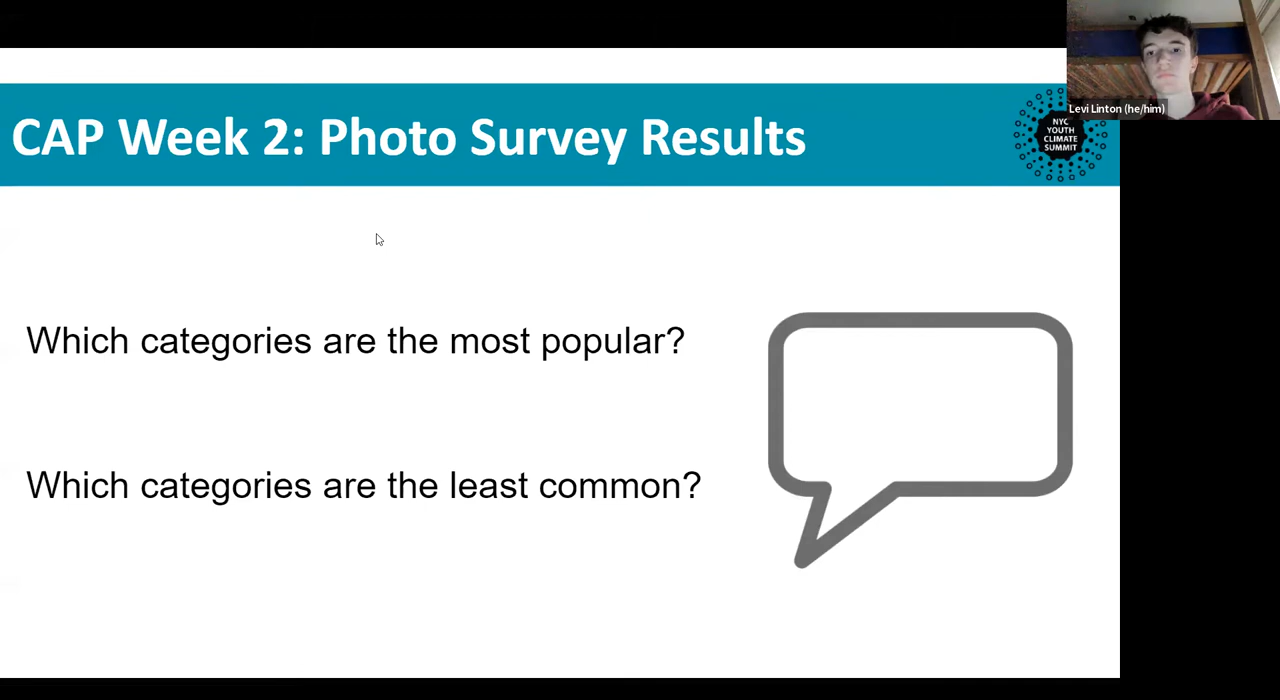 CAP Week 2: Photo Survey Results
Levi Linton (he/him)
NYC
YOUTH
CLIMATE
SUMMIT
Which categories are the most popular?
Which categories are the least common?